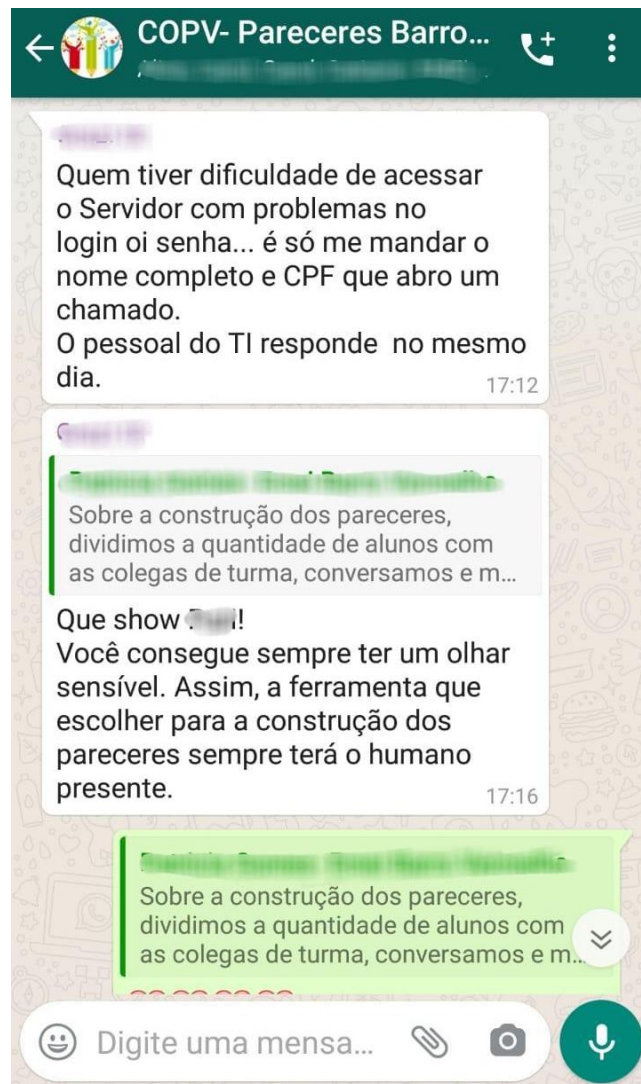 COPV- Pareceres Barro...
Quem tiver dificuldade de acessar
o Servidor com problemas no
login oi senha... é só me mandar o
nome completo e CPF que abro um
chamado.
O pessoal do TI responde no mesmo
dia.
17:12
Sobre a construção dos pareceres,
dividimos a quantidade de alunos com
as colegas de turma, conversamos e m...
Que show !
Você consegue sempre ter um olhar
sensível. Assim, a ferramenta que
escolher para a construção dos
pareceres sempre terá o humano
presente.
17:16
Sobre a construção dos pareceres,
dividimos a quantidade de alunos com
as colegas de turma, conversamos e m...
Digite uma mensa...